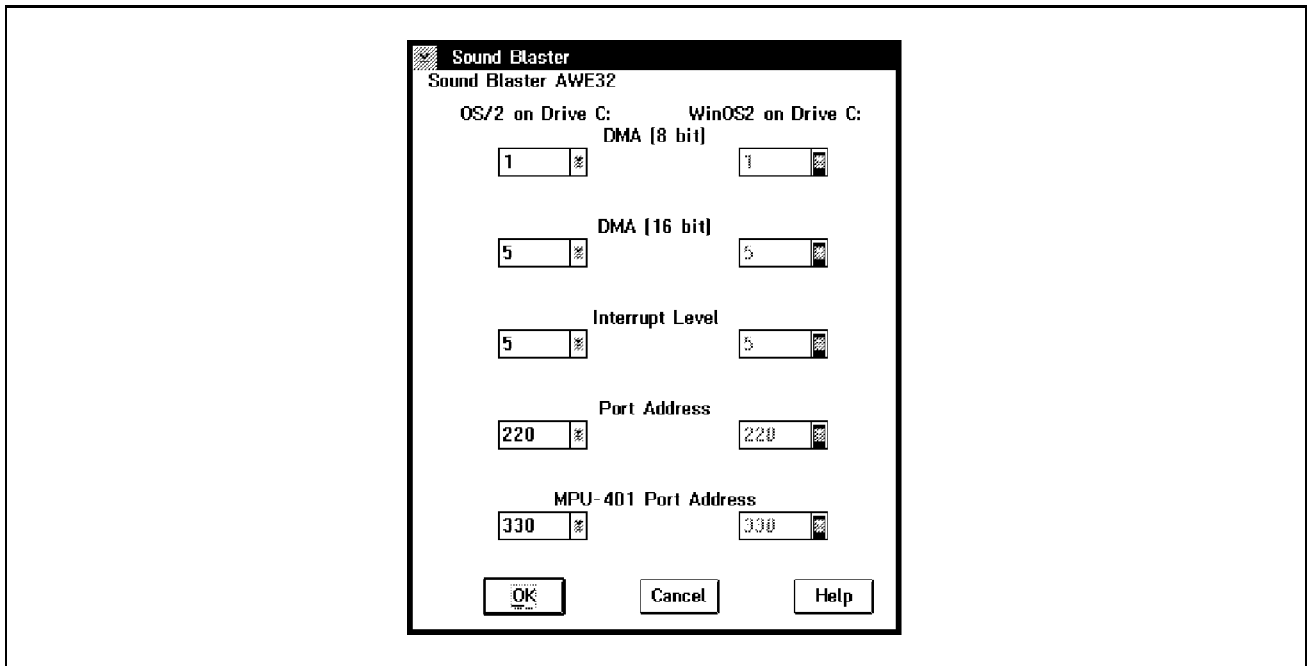 Sound Blaster
Sound Blaster AWE32
OS/2 on Drive C: WinOS2 on Drive C:
DMA (8 bit)
1 1
DMA (16 bit)
5 5
Interrupt Level
5 5
Port Address
220 220
MPU-401 Port Address
330 330
OK Cancel Help